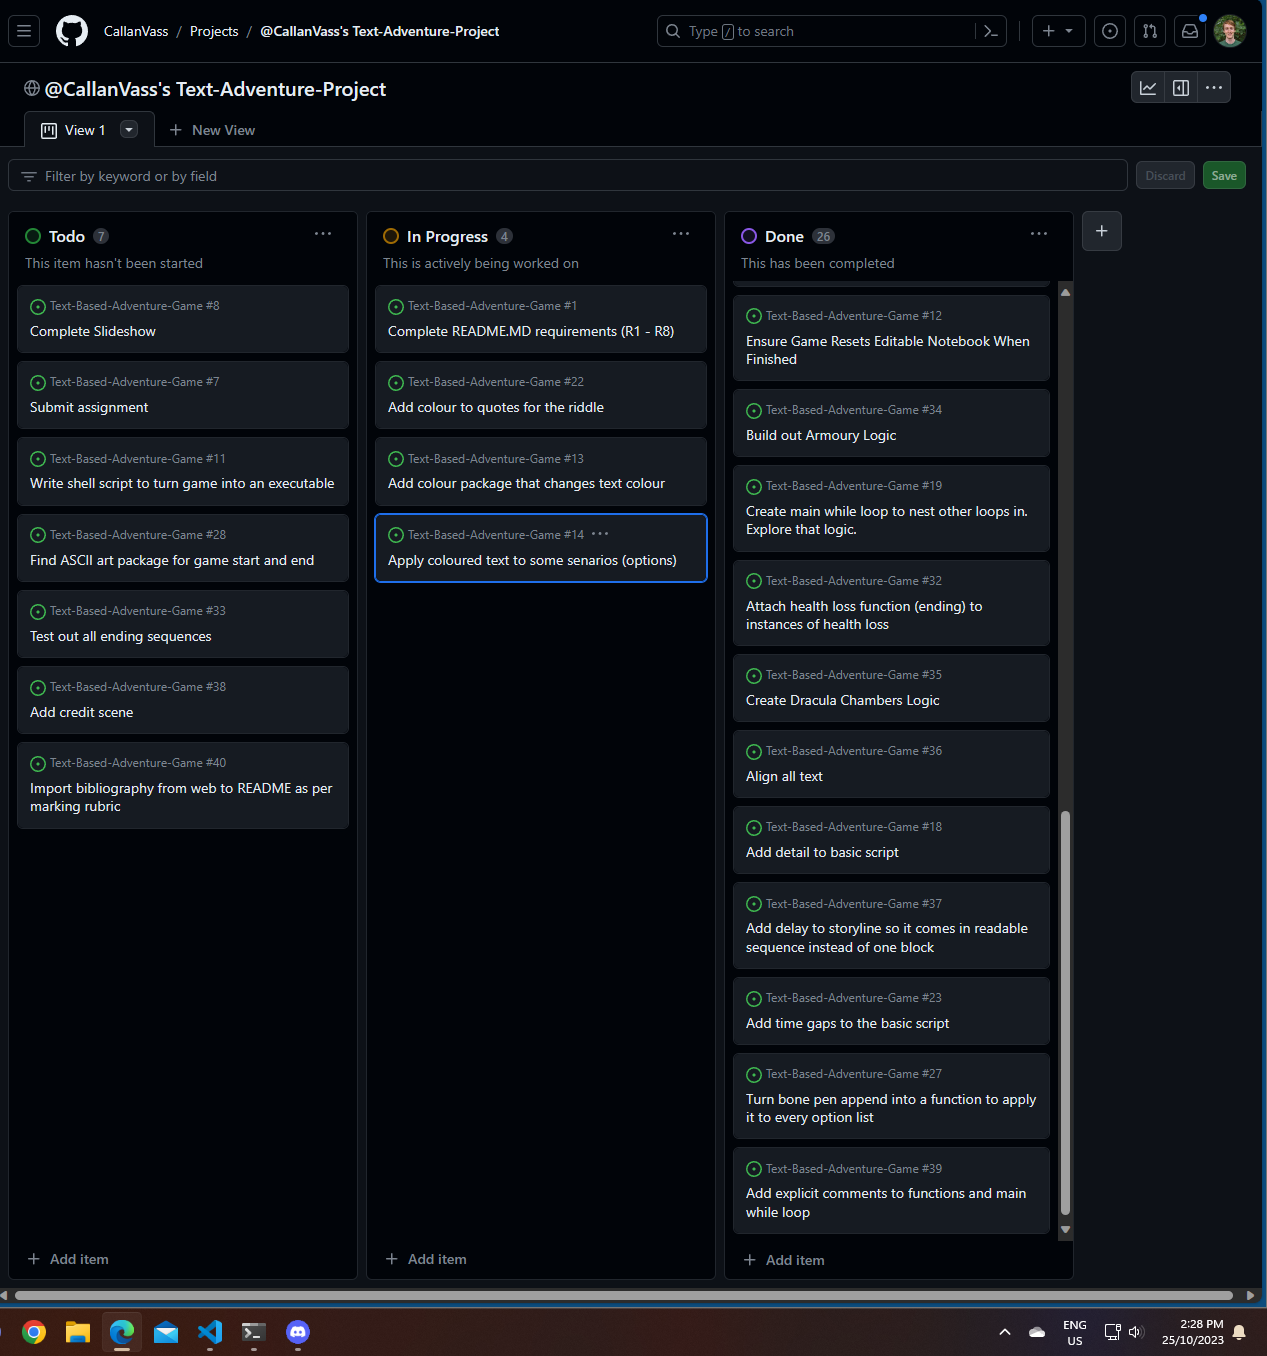 CallanVass / Projects / @CallanVass's Text-Adventure-Project
Type / to search
@CallanVass's Text-Adventure-Project
View 1
New View
Filter by keyword or by field
Discard
Save
Todo 7
This item hasn't been started
Text-Based-Adventure-Game #8
Complete Slideshow
Text-Based-Adventure-Game #7
Submit assignment
Text-Based-Adventure-Game #11
Write shell script to turn game into an executable
Text-Based-Adventure-Game #28
Find ASCII art package for game start and end
Text-Based-Adventure-Game #33
Test out all ending sequences
Text-Based-Adventure-Game #38
Add credit scene
Text-Based-Adventure-Game #40
Import bibliography from web to README as per
marking rubric
Add item
In Progress 4
This is actively being worked on
Text-Based-Adventure-Game #1
Complete README.MD requirements (R1 - R8)
Text-Based-Adventure-Game #22
Add colour to quotes for the riddle
Text-Based-Adventure-Game #13
Add colour package that changes text colour
Text-Based-Adventure-Game #14
Apply coloured text to some senarios (options)
Add item
Done 26
This has been completed
Text-Based-Adventure-Game #12
Ensure Game Resets Editable Notebook When
Finished
Text-Based-Adventure-Game #34
Build out Armoury Logic
Text-Based-Adventure-Game #19
Create main while loop to nest other loops in.
Explore that logic.
Text-Based-Adventure-Game #32
Attach health loss function (ending) to
instances of health loss
Text-Based-Adventure-Game #35
Create Dracula Chambers Logic
Text-Based-Adventure-Game #36
Align all text
Text-Based-Adventure-Game #18
Add detail to basic script
Text-Based-Adventure-Game #37
Add delay to storyline so it comes in readable
sequence instead of one block
Text-Based-Adventure-Game #23
Add time gaps to the basic script
Text-Based-Adventure-Game #27
Turn bone pen append into a function to apply
it to every option list
Text-Based-Adventure-Game #39
Add explicit comments to functions and main
while loop
Add item
ENG
US
2:28 PM
25/10/2023